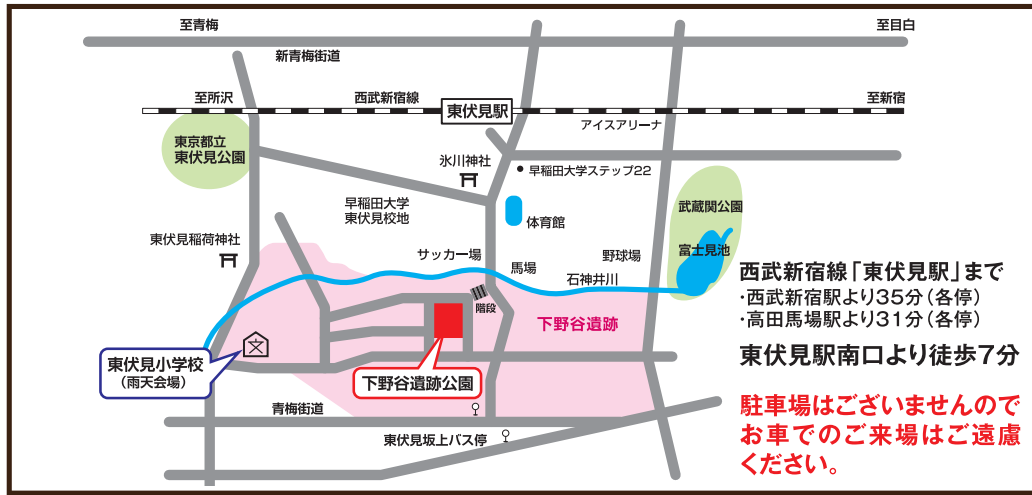 至青梅
至目白
新青梅街道
至所沢
西武新宿線
東伏見駅
至新宿
アイスアリーナ
東京都立
東伏見公園
氷川神社
早稲田大学ステップ22
早稲田大学
東伏見校地
体育館
武蔵関公園
東伏見稲荷神社
サッカー場
馬場
野球場
富士見池
石神井川
階段
下野谷遺跡
東伏見小学校
(雨天会場)
下野谷遺跡公園
青梅街道
東伏見坂上バス停
西武新宿線「東伏見駅」まで
・西武新宿駅より35分(各停)
・高田馬場駅より31分(各停)
東伏見駅南口より徒歩7分
駐車場はございませんので
お車でのご来場はご遠慮
ください。